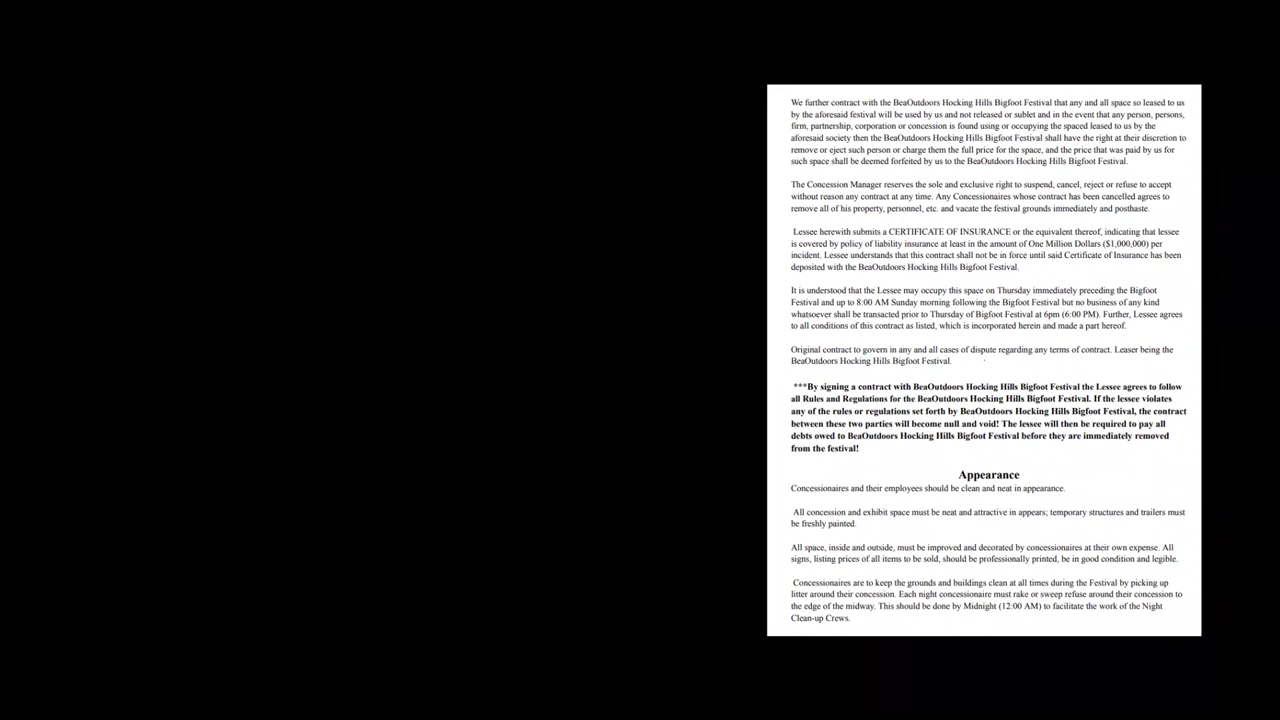 We further contract with the BeaOutdoors Hocking Hills Bigfoot Festival that any and all space so leased to us
by the aforesaid festival will be used by us and not released or sublet and in the event that any person, persons,
firm, partnership, corporation or concession is found using or occupying the spaced leased to us by the
aforesaid society then the BeaOutdoors Hocking Hills Bigfoot Festival shall have the right at their discretion to
remove or eject such person or charge them the full price for the space, and the price that was paid by us for
such space shall be deemed forfeited by us to the BeaOutdoors Hocking Hills Bigfoot Festival.
The Concession Manager reserves the sole and exclusive right to suspend, cancel, reject or refuse to accept
without reason any contract at any time. Any Concessionaires whose contract has been cancelled agrees to
remove all of his property, personnel, etc. and vacate the festival grounds immediately and posthaste.
Lessee herewith submits a CERTIFICATE OF INSURANCE or the equivalent thereof, indicating that lessee
is covered by policy of liability insurance at least in the amount of One Million Dollars ($1,000,000) per
incident. Lessee understands that this contract shall not be in force until said Certificate of Insurance has been
deposited with the BeaOutdoors Hocking Hills Bigfoot Festival.
It is understood that the Lessee may occupy this space on Thursday immediately preceding the Bigfoot
Festival and up to 8:00 AM Sunday morning following the Bigfoot Festival but no business of any kind
whatsoever shall be transacted prior to Thursday of Bigfoot Festival at 6pm (6:00 PM). Further, Lessee agrees
to all conditions of this contract as listed, which is incorporated herein and made a part hereof.
Original contract to govern in any and all cases of dispute regarding any terms of contract. Leaser being the
BeaOutdoors Hocking Hills Bigfoot Festival.
***By signing a contract with BeaOutdoors Hocking Hills Bigfoot Festival the Lessee agrees to follow
all Rules and Regulations for the BeaOutdoors Hocking Hills Bigfoot Festival. If the lessee violates
any of the rules or regulations set forth by BeaOutdoors Hocking Hills Bigfoot Festival, the contract
between these two parties will become null and void! The lessee will then be required to pay all
debts owed to BeaOutdoors Hocking Hills Bigfoot Festival before they are immediately removed
from the festival!
Appearance
Concessionaires and their employees should be clean and neat in appearance.
All concession and exhibit space must be neat and attractive in appears; temporary structures and trailers must
be freshly painted.
All space, inside and outside, must be improved and decorated by concessionaires at their own expense. All
signs, listing prices of all items to be sold, should be professionally printed, be in good condition and legible.
Concessionaires are to keep the grounds and buildings clean at all times during the Festival by picking up
litter around their concession. Each night concessionaire must rake or sweep refuse around their concession to
the edge of the midway. This should be done by Midnight (12:00 AM) to facilitate the work of the Night
Clean-up Crews.